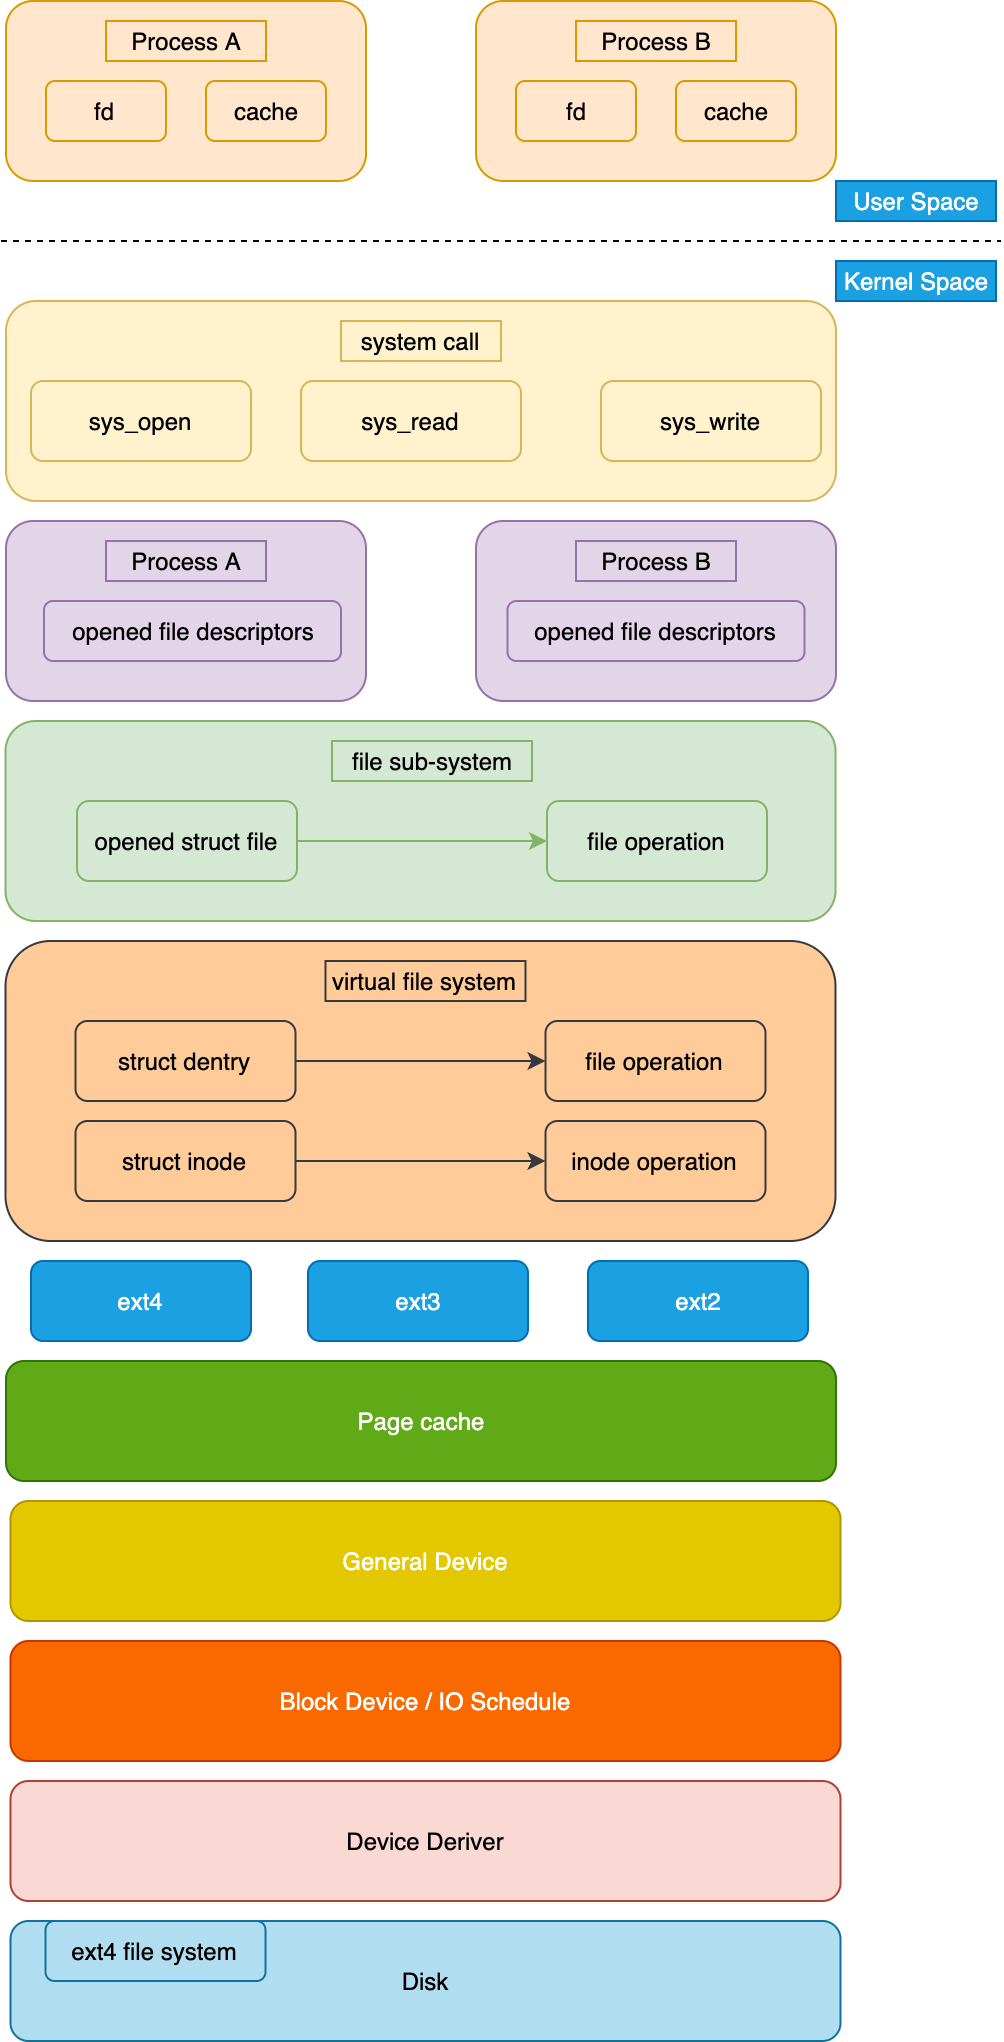 Process A
Process B
fd
cache
fd
cache
User Space
Kernel Space
system call
sys_open
sys_read
sys_write
Process A
Process B
opened file descriptors
opened file descriptors
file sub-system
opened struct file
file operation
virtual file system
struct dentry
file operation
struct inode
inode operation
ext4
ext3
ext2
Page cache
General Device
Block Device / IO Schedule
Device Deriver
ext4 file system
Disk